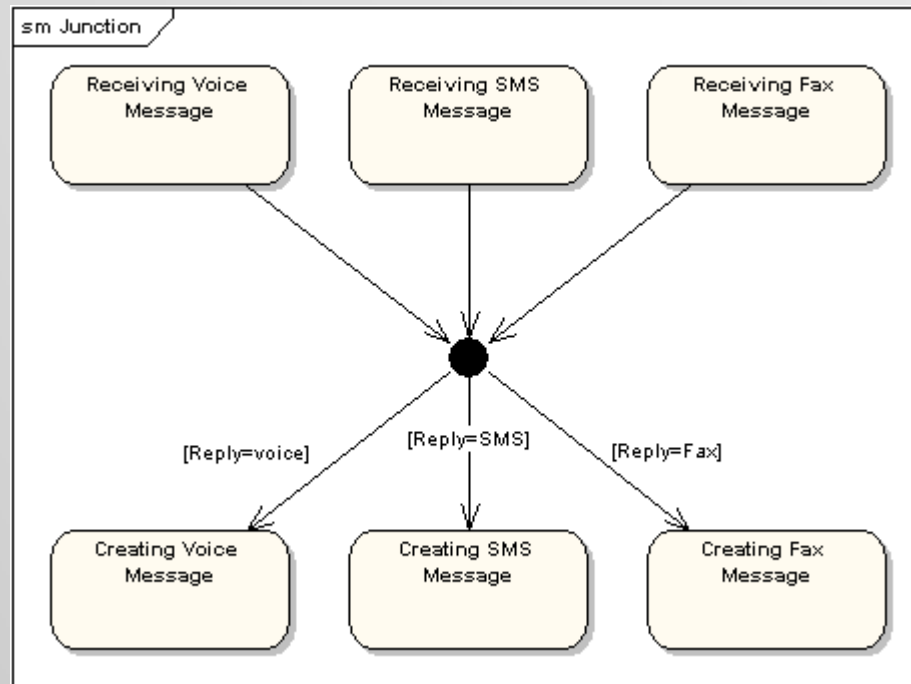 sm Junction
Receiving Voice
Message
Receiving SMS
Message
Receiving Fax
Message
[Reply=voice]
[Reply=SMS]
[Reply=Fax]
Creating Voice
Message
Creating SMS
Message
Creating Fax
Message